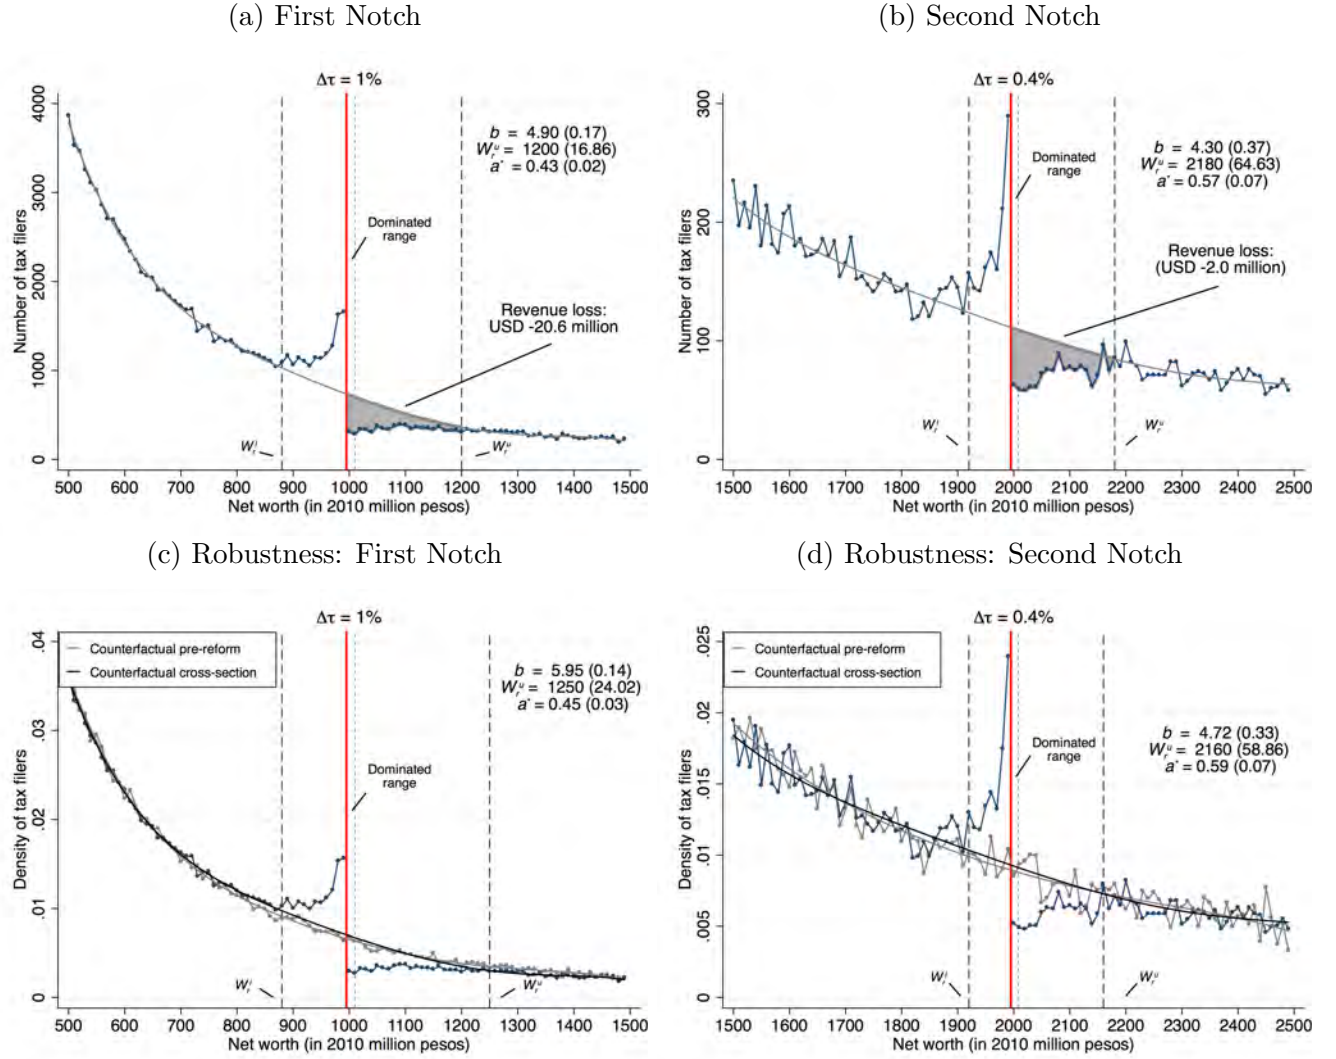 (a) First Notch
Δτ = 1%
Number of tax filers
4000
3000
2000
1000
0
b = 4.90 (0.17)
W_r^u = 1200 (16.86)
a* = 0.43 (0.02)
Dominated
range
Revenue loss:
USD -20.6 million
W_r^l
W_r^u
500 600 700 800 900 1000 1100 1200 1300 1400 1500
Net worth (in 2010 million pesos)
(b) Second Notch
Δτ = 0.4%
Number of tax filers
300
200
100
0
b = 4.30 (0.37)
W_r^u = 2180 (64.63)
a* = 0.57 (0.07)
Dominated
range
Revenue loss:
(USD -2.0 million)
W_r^l
W_r^u
1500 1600 1700 1800 1900 2000 2100 2200 2300 2400 2500
Net worth (in 2010 million pesos)
(c) Robustness: First Notch
Δτ = 1%
Density of tax filers
.04
.03
.02
.01
0
Counterfactual pre-reform
Counterfactual cross-section
b = 5.95 (0.14)
W_r^u = 1250 (24.02)
a* = 0.45 (0.03)
Dominated
range
W_r^l
W_r^u
500 600 700 800 900 1000 1100 1200 1300 1400 1500
Net worth (in 2010 million pesos)
(d) Robustness: Second Notch
Δτ = 0.4%
Density of tax filers
.025
.02
.015
.01
.005
0
Counterfactual pre-reform
Counterfactual cross-section
b = 4.72 (0.33)
W_r^u = 2160 (58.86)
a* = 0.59 (0.07)
Dominated
range
W_r^l
W_r^u
1500 1600 1700 1800 1900 2000 2100 2200 2300 2400 2500
Net worth (in 2010 million pesos)